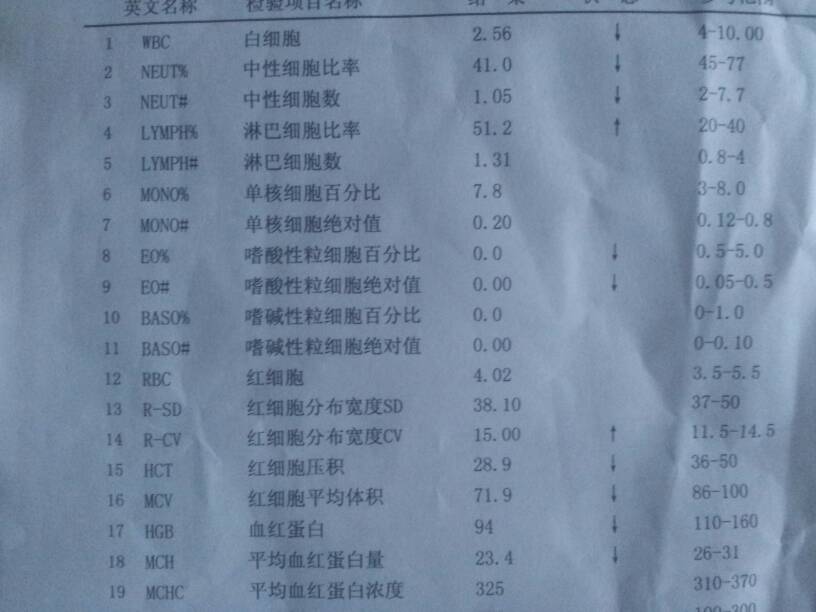 英文名称 检验项目名称 结 果 状 态 参考范围
1 WBC 白细胞 2.56 ↓ 4-10.00
2 NEUT% 中性细胞比率 41.0 ↓ 45-77
3 NEUT# 中性细胞数 1.05 ↓ 2-7.7
4 LYMPH% 淋巴细胞比率 51.2 ↑ 20-40
5 LYMPH# 淋巴细胞数 1.31 0.8-4
6 MONO% 单核细胞百分比 7.8 3-8.0
7 MONO# 单核细胞绝对值 0.20 0.12-0.8
8 EO% 嗜酸性粒细胞百分比 0.0 ↓ 0.5-5.0
9 EO# 嗜酸性粒细胞绝对值 0.00 ↓ 0.05-0.5
10 BASO% 嗜碱性粒细胞百分比 0.0 0-1.0
11 BASO# 嗜碱性粒细胞绝对值 0.00 0-0.10
12 RBC 红细胞 4.02 3.5-5.5
13 R-SD 红细胞分布宽度SD 38.10 37-50
14 R-CV 红细胞分布宽度CV 15.00 ↑ 11.5-14.5
15 HCT 红细胞压积 28.9 ↓ 36-50
16 MCV 红细胞平均体积 71.9 ↓ 86-100
17 HGB 血红蛋白 94 ↓ 110-160
18 MCH 平均血红蛋白量 23.4 ↓ 26-31
19 MCHC 平均血红蛋白浓度 325 310-370